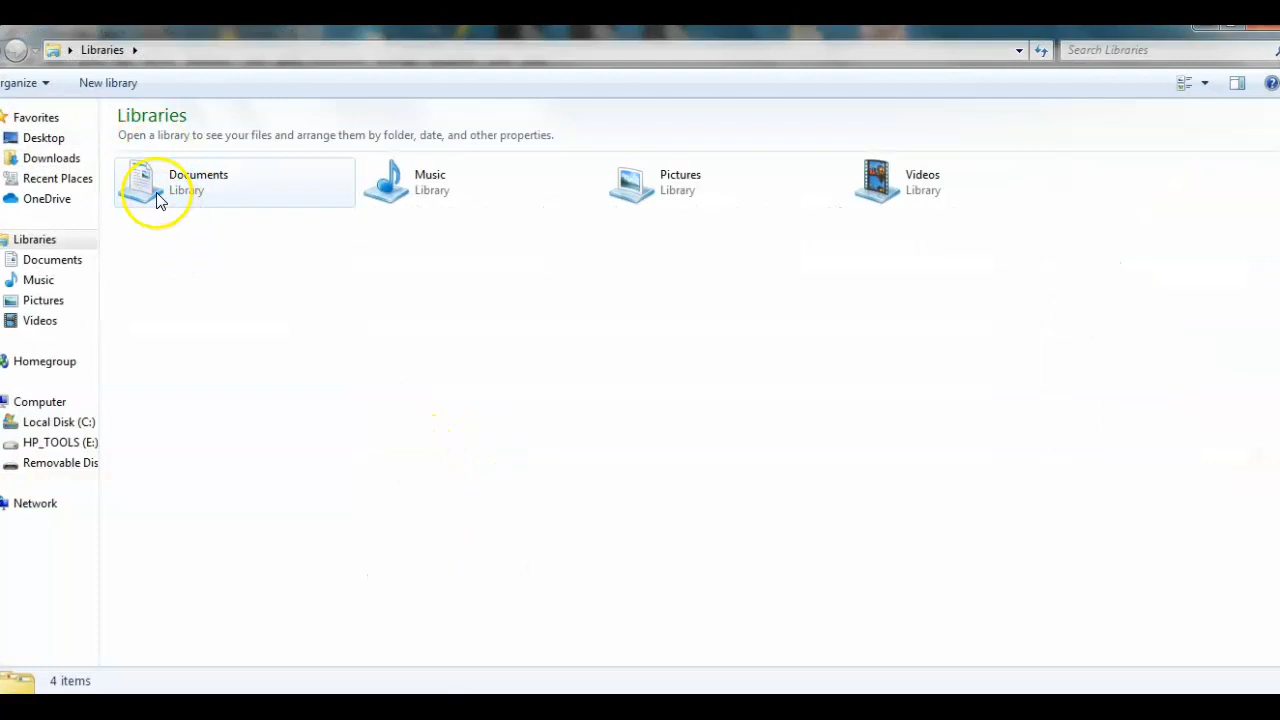 Libraries
Search Libraries
rganize
New library
Favorites
Desktop
Downloads
Recent Places
OneDrive
Libraries
Documents
Music
Pictures
Videos
Homegroup
Computer
Local Disk (C:)
HP_TOOLS (E:)
Removable Dis
Network
Libraries
Open a library to see your files and arrange them by folder, date, and other properties.
Documents
Library
Music
Library
Pictures
Library
Videos
Library
4 items